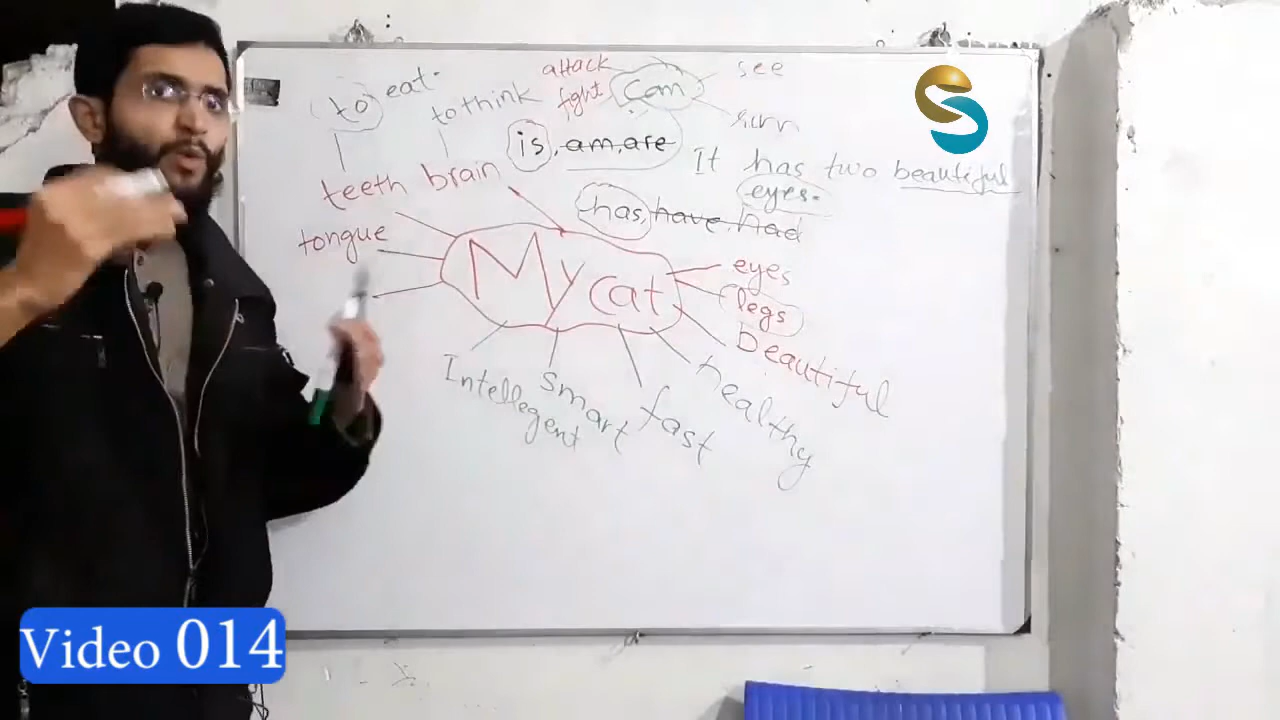 (to) eat.
to think
attack
fght
can
see
run
is, am, are
It has two beautiful
eyes.
has, have, had
teeth
brain
tongue
My cat
eyes
legs
beautiful
healthy
fast
smart
Intellegent
Video 014